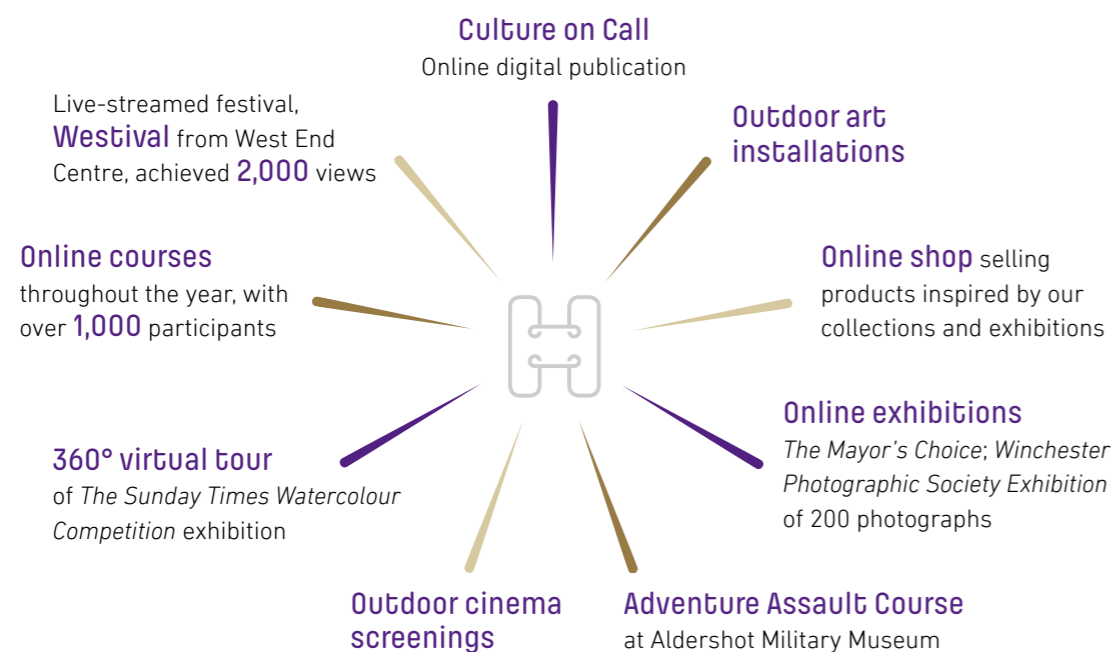 Culture on Call
Online digital publication
Outdoor art
installations
Online shop selling
products inspired by our
collections and exhibitions
Online exhibitions
The Mayor's Choice; Winchester
Photographic Society Exhibition
of 200 photographs
Adventure Assault Course
at Aldershot Military Museum
Outdoor cinema
screenings
360° virtual tour
of The Sunday Times Watercolour
Competition exhibition
Online courses
throughout the year, with
over 1,000 participants
Live-streamed festival,
Westival from West End
Centre, achieved 2,000 views